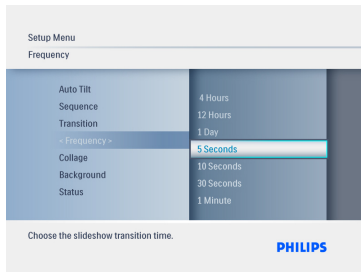 Setup Menu
Frequency
Auto Tilt
Sequence
Transition
« Frequency »
Collage
Background
Status
4 Hours
12 Hours
1 Day
5 Seconds
10 Seconds
30 Seconds
1 Minute
Choose the slideshow transition time.
PHILIPS